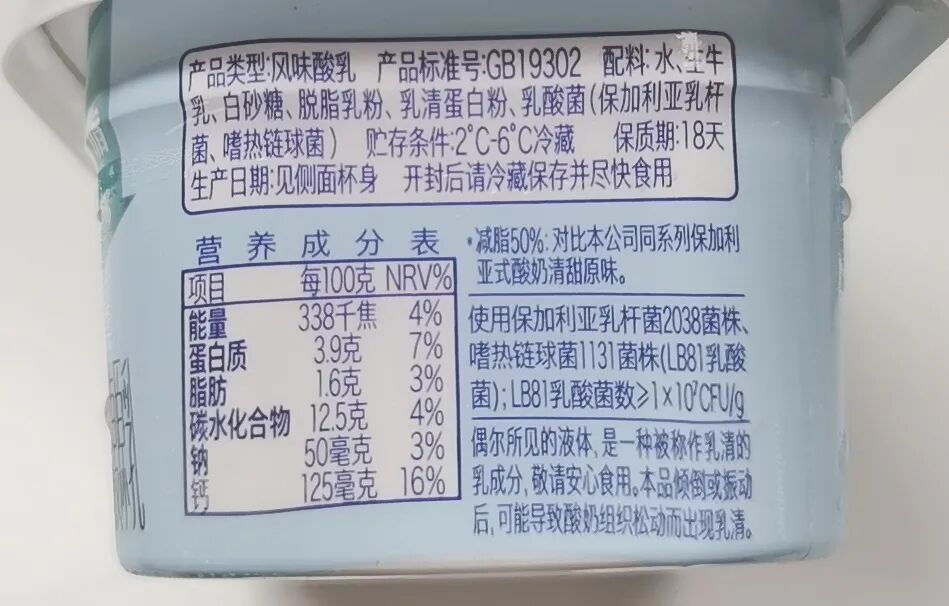 产品类型:风味酸乳 产品标准号:GB19302 配料:水、生牛
乳、白砂糖、脱脂乳粉、乳清蛋白粉、乳酸菌(保加利亚乳杆
菌、嗜热链球菌) 贮存条件:2°C-6°C冷藏 保质期:18天
生产日期:见侧面杯身 开封后请冷藏保存并尽快食用
营养成分表
项目 每100克 NRV%
能量 338千焦 4%
蛋白质 3.9克 7%
脂肪 1.6克 3%
碳水化合物 12.5克 4%
钠 50毫克 3%
钙 125毫克 16%
*减脂50%:对比本公司同系列保加利
亚式酸奶清甜原味。
使用保加利亚乳杆菌2038菌株、
嗜热链球菌1131菌株(LB81乳酸
菌);LB81乳酸菌数≥1×10⁷CFU/g
偶尔所见的液体,是一种被称作乳清的
乳成分,敬请安心食用。本品倾倒或振动
后,可能导致酸奶组织松动而出现乳清。